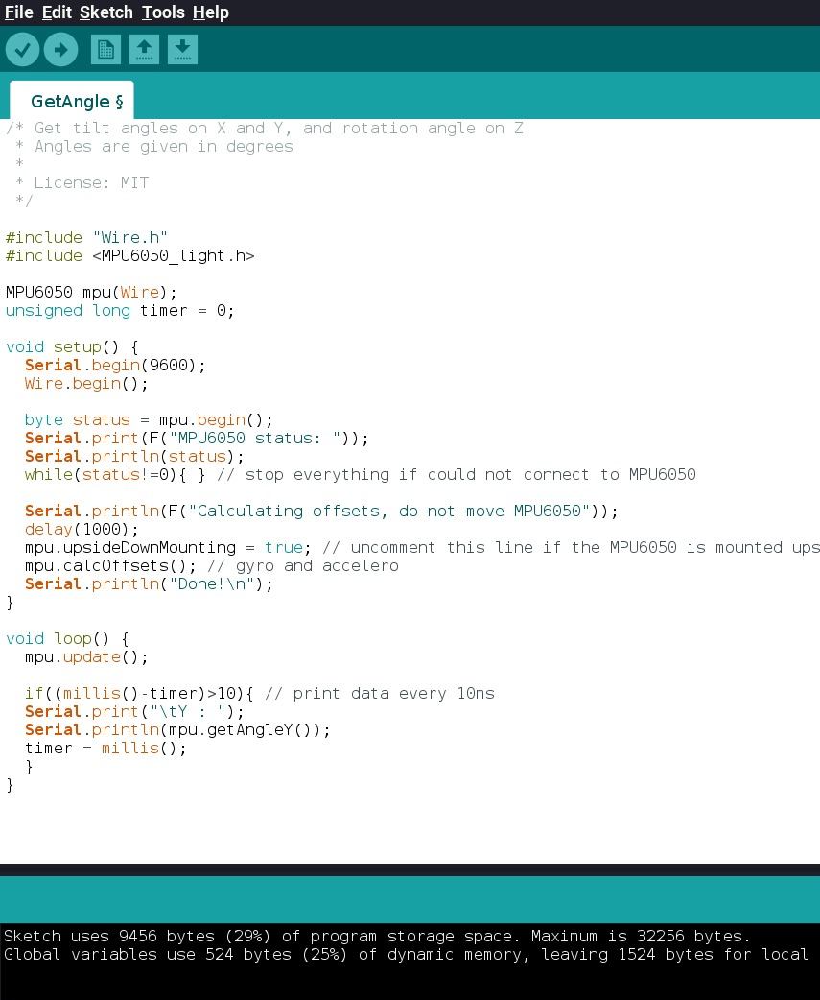 File Edit Sketch Tools Help
GetAngle §
/* Get tilt angles on X and Y, and rotation angle on Z
 * Angles are given in degrees
 *
 * License: MIT
 */
#include "Wire.h"
#include <MPU6050_light.h>
MPU6050 mpu(Wire);
unsigned long timer = 0;
void setup() {
  Serial.begin(9600);
  Wire.begin();
  byte status = mpu.begin();
  Serial.print(F("MPU6050 status: "));
  Serial.println(status);
  while(status!=0){ } // stop everything if could not connect to MPU6050
  Serial.println(F("Calculating offsets, do not move MPU6050"));
  delay(1000);
  mpu.upsideDownMounting = true; // uncomment this line if the MPU6050 is mounted ups
  mpu.calcOffsets(); // gyro and accelero
  Serial.println("Done!\n");
}
void loop() {
  mpu.update();
  if((millis()-timer)>10){ // print data every 10ms
  Serial.print("\tY : ");
  Serial.println(mpu.getAngleY());
  timer = millis();
  }
}
Sketch uses 9456 bytes (29%) of program storage space. Maximum is 32256 bytes.
Global variables use 524 bytes (25%) of dynamic memory, leaving 1524 bytes for local